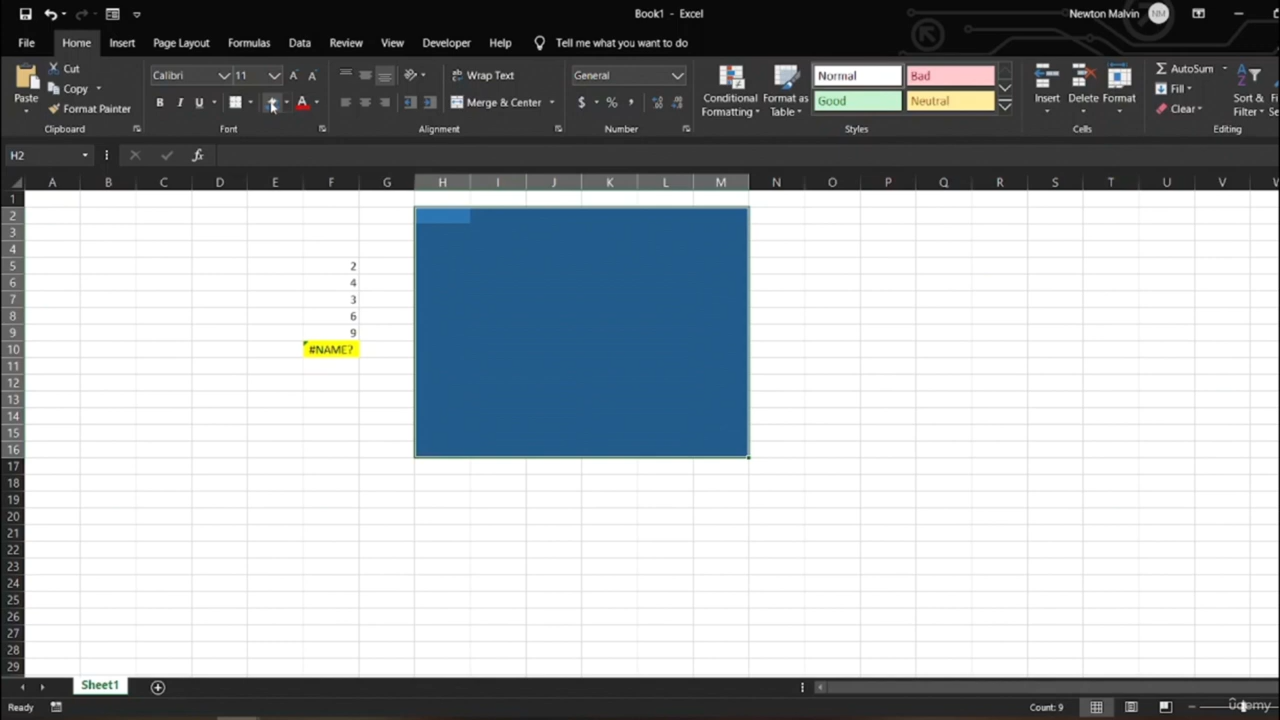 Book1 - Excel
Newton Malvin
NM
File Home Insert Page Layout Formulas Data Review View Developer Help Tell me what you want to do
Paste
Cut
Copy
Format Painter
Clipboard
Calibri 11 A A
B I U A
Font
Wrap Text
Merge & Center
Alignment
General
$ % ,
Number
Conditional Formatting
Format as Table
Normal Bad
Good Neutral
Styles
Insert Delete Format
Cells
AutoSum
Fill
Clear
Sort & Filter
Editing
H2 fx
A B C D E F G H I J K L M N O P Q R S T U V
1
2
3
4
5 2
6 4
7 3
8 6
9 9
10 #NAME?
11
12
13
14
15
16
17
18
19
20
21
22
23
24
25
26
27
28
29
Sheet1
Ready Count: 9
udemy